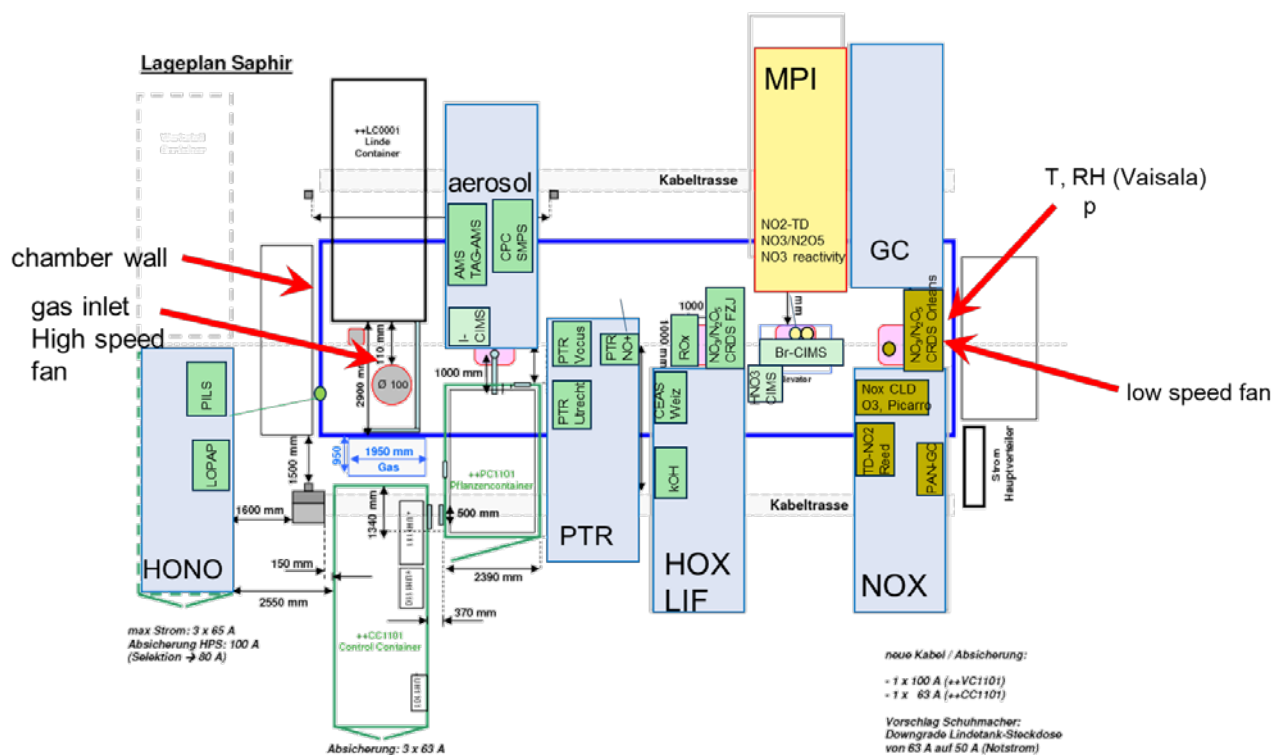 Lageplan Saphir
++LC0001
Linde
Container
Kabeltrasse
aerosol
AMS
TAG-AMS
CPC
SMPS
I-
CIMS
MPI
NO2-TD
NO3/N2O5
NO3 reactivity
GC
T, RH (Vaisala)
p
chamber wall
gas inlet
High speed
fan
110 mm
Ø 100
2900 mm
1000 mm
PTR
Vocus
PTR
NO+
PTR
Utrecht
ROx
1000
1000 mm
NO₃/N₂O₅
CRDS FZJ
mm
Br-CIMS
HNO3
CIMS
NO₃/N₂O₅
CRDS Orleans
low speed fan
PILS
LOPAP
HONO
1500 mm
1600 mm
150 mm
2550 mm
950
1950 mm
Gas
1340 mm
500 mm
++PC1101
Pflanzencontainer
2390 mm
370 mm
PTR
CEAS
Weiz
kOH
HOX
LIF
Nox CLD
O3, Picarro
TD-NO2
Reed
PAN-GC
NOX
Kabeltrasse
Strom
Hauptverteiler
++CC1101
Control Container
max Strom: 3 x 65 A
Absicherung HPS: 100 A
(Selektion → 80 A)
Absicherung: 3 x 63 A
neue Kabel / Absicherung:
- 1 x 100 A (++VC1101)
- 1 x 63 A (++CC1101)
Vorschlag Schuhmacher:
Downgrade Lindetank-Steckdose
von 63 A auf 50 A (Notstrom)